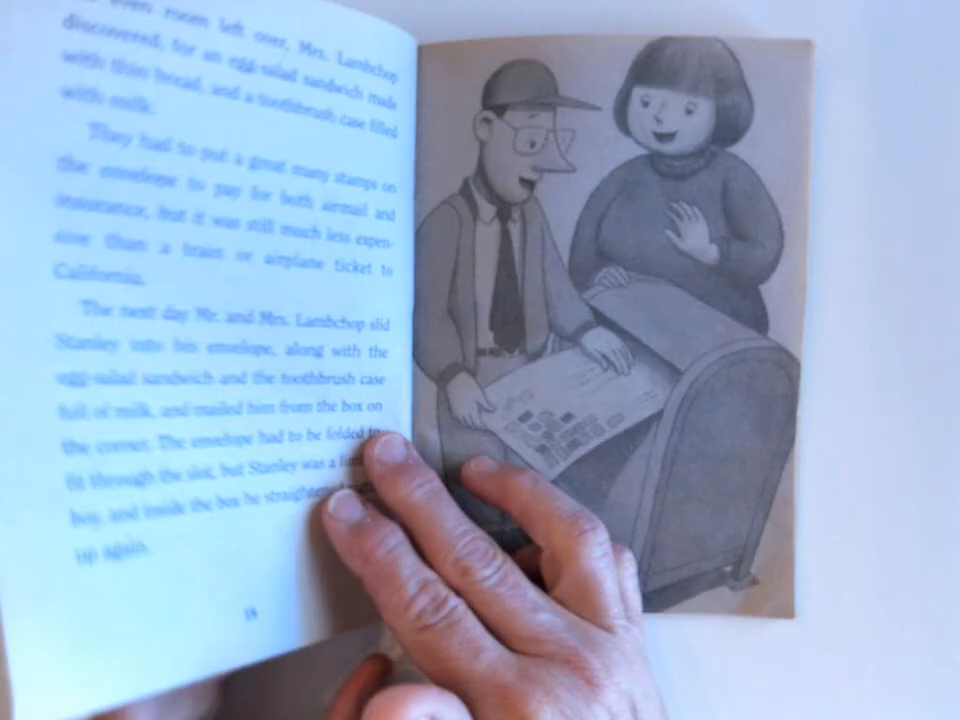 even room left over, Mrs. Lambchop
discovered, for an egg-salad sandwich made
with thin bread, and a toothbrush case filled
with milk.
They had to put a great many stamps on
the envelope to pay for both airmail and
insurance, but it was still much less expen-
sive than a train or airplane ticket to
California.
The next day Mr. and Mrs. Lambchop slid
Stanley into his envelope, along with the
egg-salad sandwich and the toothbrush case
full of milk, and mailed him from the box on
the corner. The envelope had to be folded to
fit through the slot, but Stanley was a
boy, and inside the box he
up again.